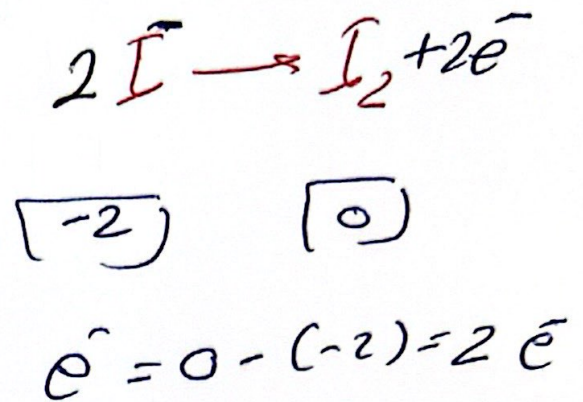 2 I⁻ → I₂ + 2e⁻
-2 0
e⁻ = 0 - (-2) = 2 e⁻